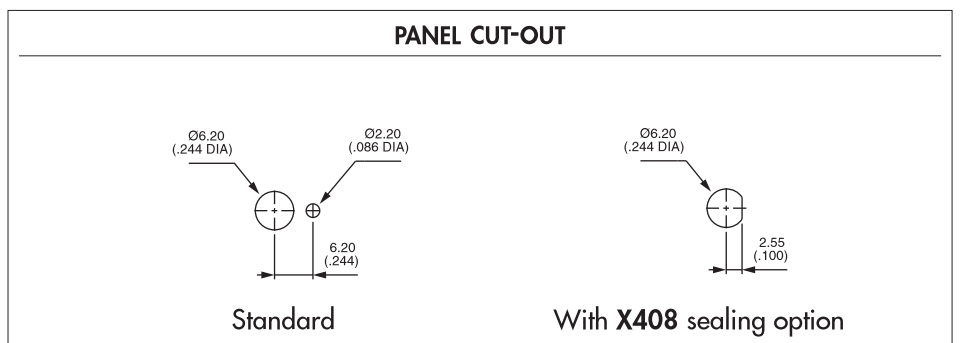 PANEL CUT-OUT
Ø6.20
(.244 DIA)
Ø2.20
(.086 DIA)
6.20
(.244)
Standard
Ø6.20
(.244 DIA)
2.55
(.100)
With X408 sealing option